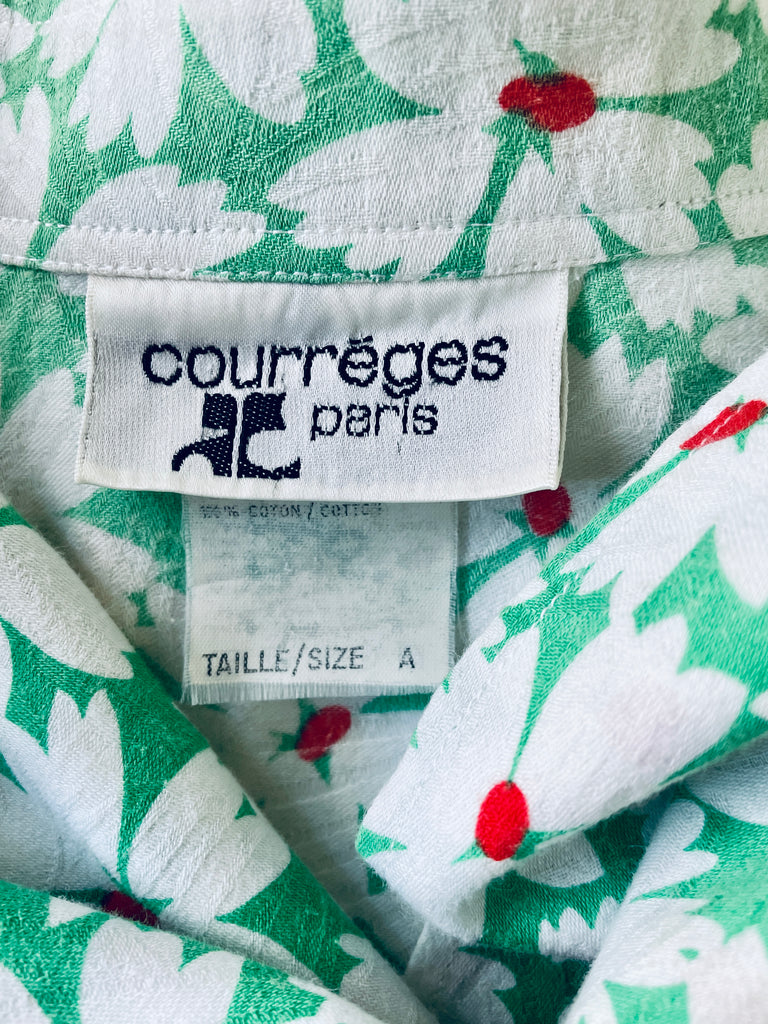 courrèges
paris
100% COTON / COTTON
TAILLE/SIZE A